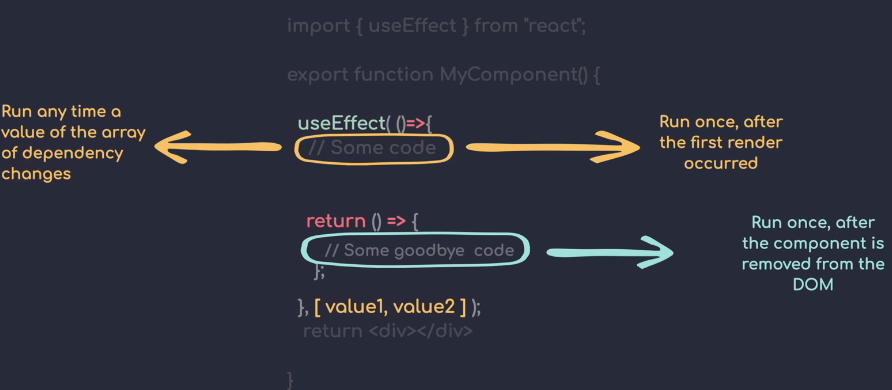 import { useEffect } from "react";
export function MyComponent() {
Run any time a
value of the array
of dependency
changes
useEffect( ()=>{
// Some code
Run once, after
the first render
occurred
return () => {
// Some goodbye code
};
Run once, after
the component is
removed from the
DOM
}, [ value1, value2 ] );
return <div></div>
}